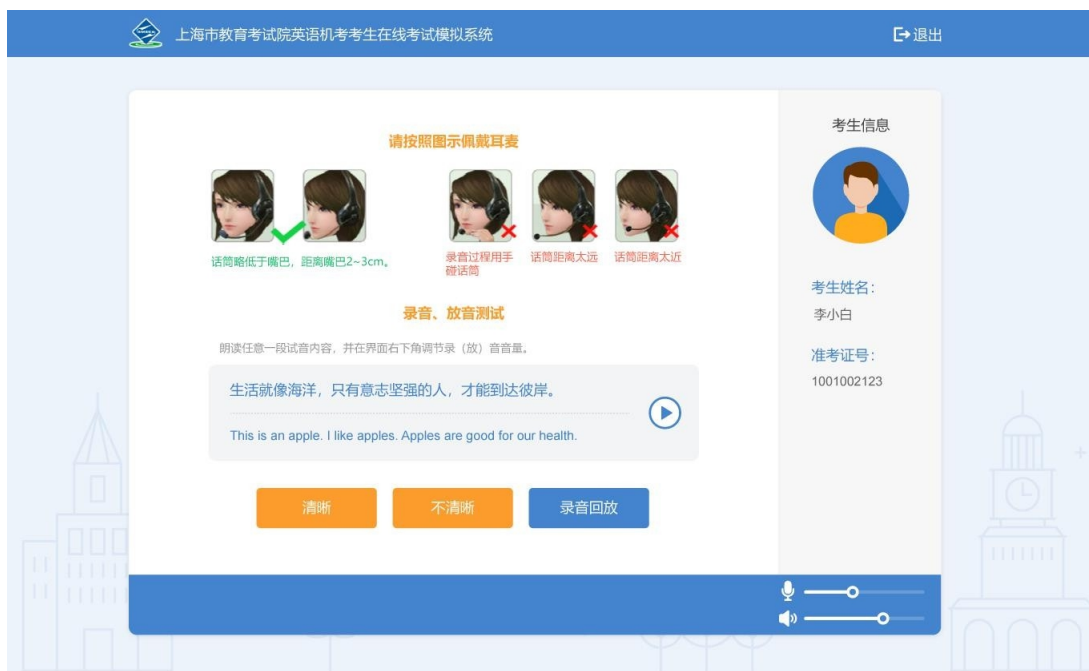 上海市教育考试院英语机考考生在线考试模拟系统
退出
请按照图示佩戴耳麦
话筒略低于嘴巴，距离嘴巴2~3cm。
录音过程用手
碰话筒
话筒距离太远
话筒距离太近
录音、放音测试
朗读任意一段试音内容，并在界面右下角调节录（放）音音量。
生活就像海洋，只有意志坚强的人，才能到达彼岸。
This is an apple. I like apples. Apples are good for our health.
清晰
不清晰
录音回放
考生信息
考生姓名：
李小白
准考证号：
1001002123